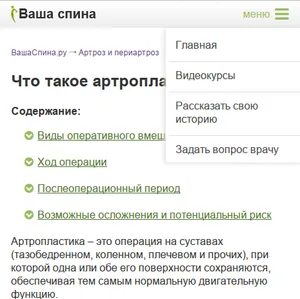 Ваша спина
меню
ВашаСпина.ру → Артроз и периартроз
Главная
Видеокурсы
Рассказать свою
историю
Задать вопрос врачу
Что такое артропла
Содержание:
Виды оперативного вмеш
Ход операции
Послеоперационный период
Возможные осложнения и потенциальный риск
Артропластика – это операция на суставах
(тазобедренном, коленном, плечевом и прочих), при
которой одна или обе его поверхности сохраняются,
обеспечивая тем самым нормальную двигательную
функцию.